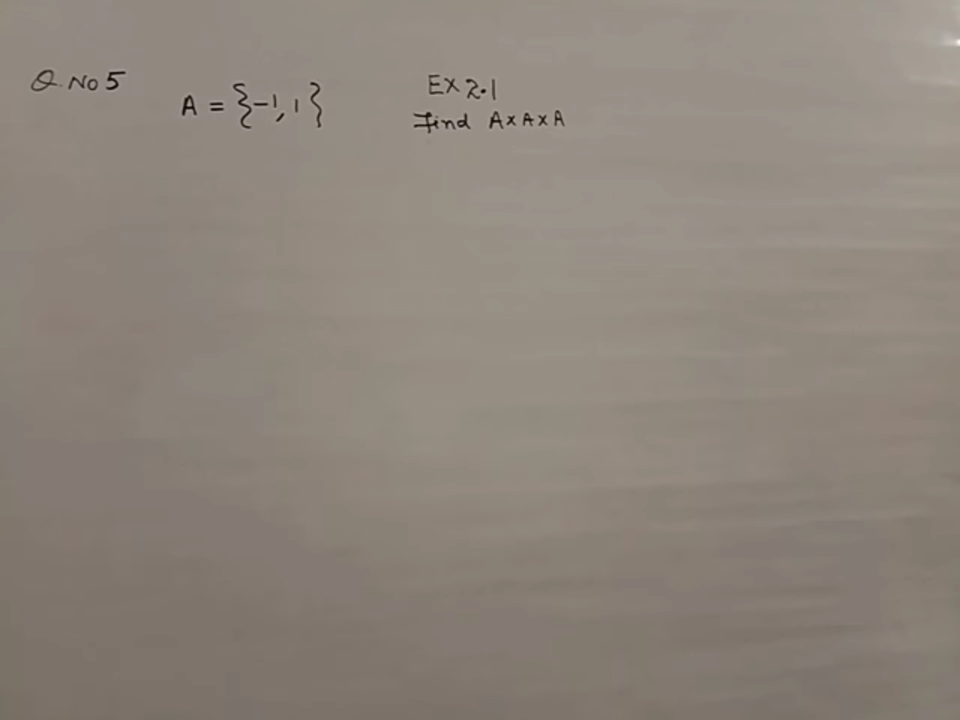 Q. No 5
A = {-1, 1}
Ex 2.1
Find A×A×A